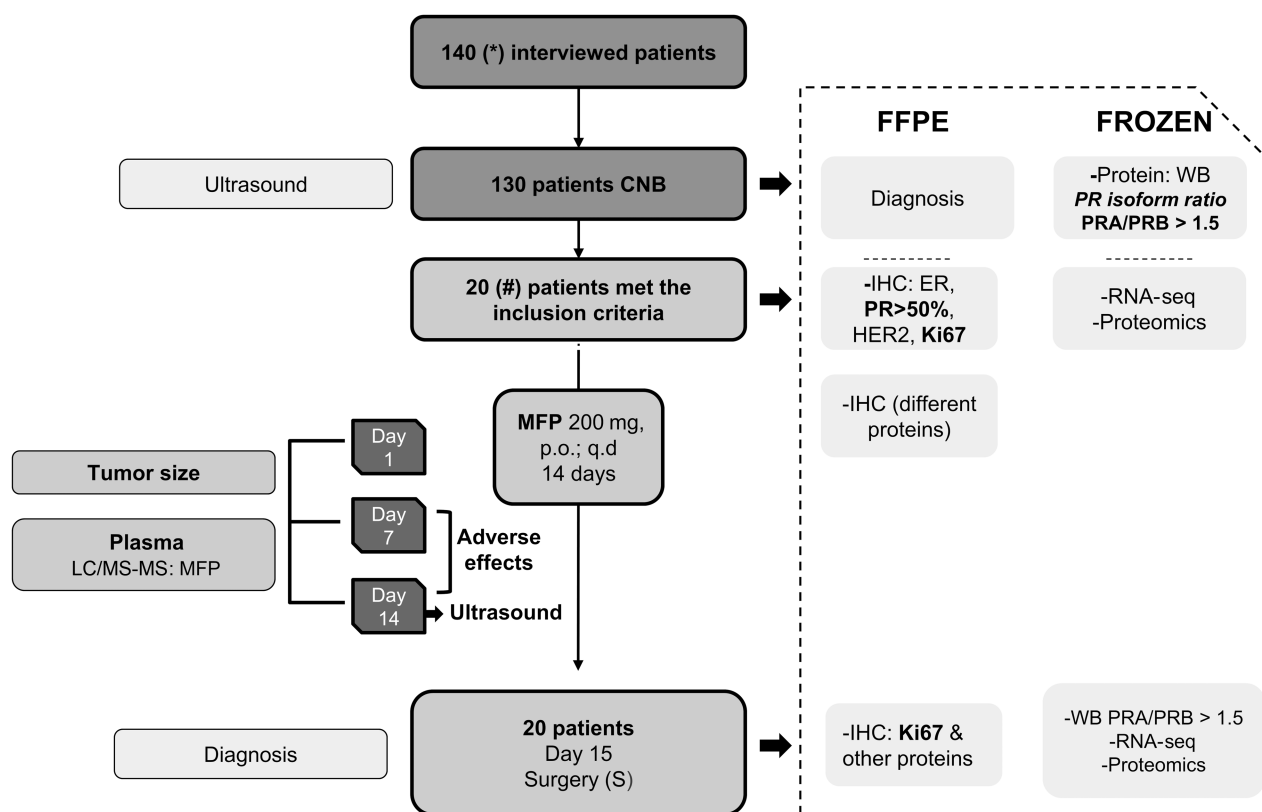 140 (*) interviewed patients
FFPE
FROZEN
Ultrasound
130 patients CNB
Diagnosis
-Protein: WB
PR isoform ratio
PRA/PRB > 1.5
20 (#) patients met the
inclusion criteria
-IHC: ER,
PR>50%,
HER2, Ki67
-RNA-seq
-Proteomics
-IHC (different
proteins)
MFP 200 mg,
p.o.; q.d
14 days
Tumor size
Plasma
LC/MS-MS: MFP
Day
1
Day
7
Day
14
Adverse
effects
Ultrasound
Diagnosis
20 patients
Day 15
Surgery (S)
-IHC: Ki67 &
other proteins
-WB PRA/PRB > 1.5
-RNA-seq
-Proteomics